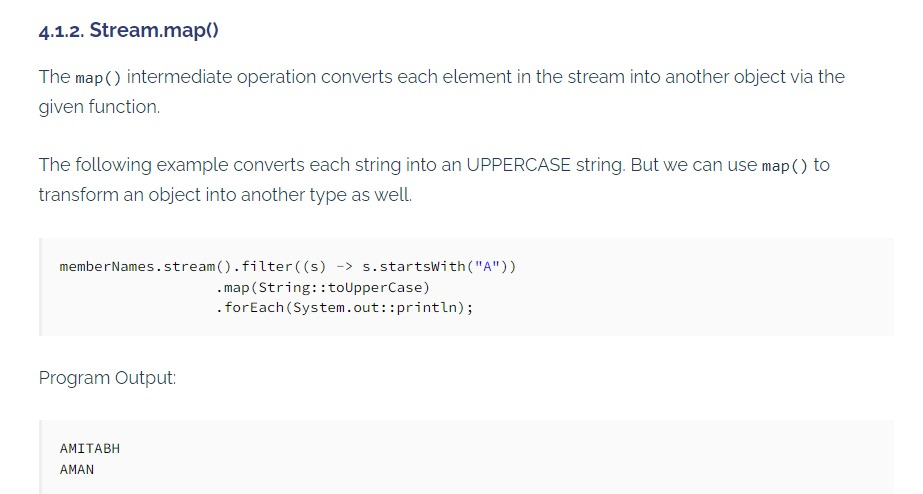 4.1.2. Stream.map()
The map() intermediate operation converts each element in the stream into another object via the
given function.
The following example converts each string into an UPPERCASE string. But we can use map() to
transform an object into another type as well.
memberNames.stream().filter((s) -> s.startsWith("A"))
.map(String::toUpperCase)
.forEach(System.out::println);
Program Output:
AMITABH
AMAN